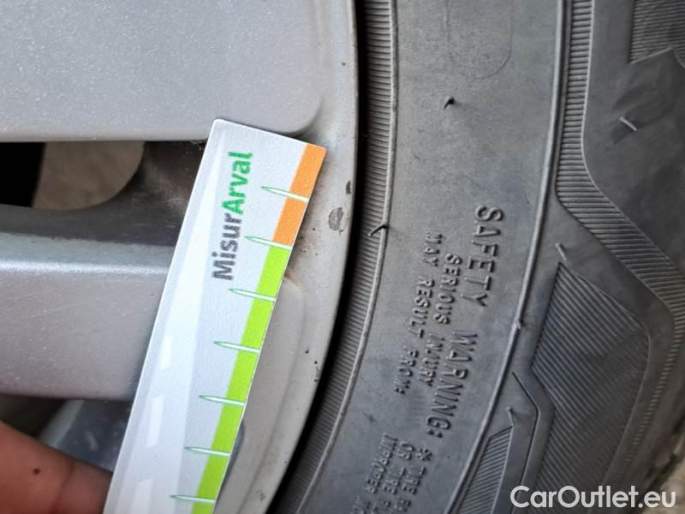 MisurArval
SAFETY WARNING:
SERIOUS INJURY
MAY RESULT FROM:
CarOutlet.eu